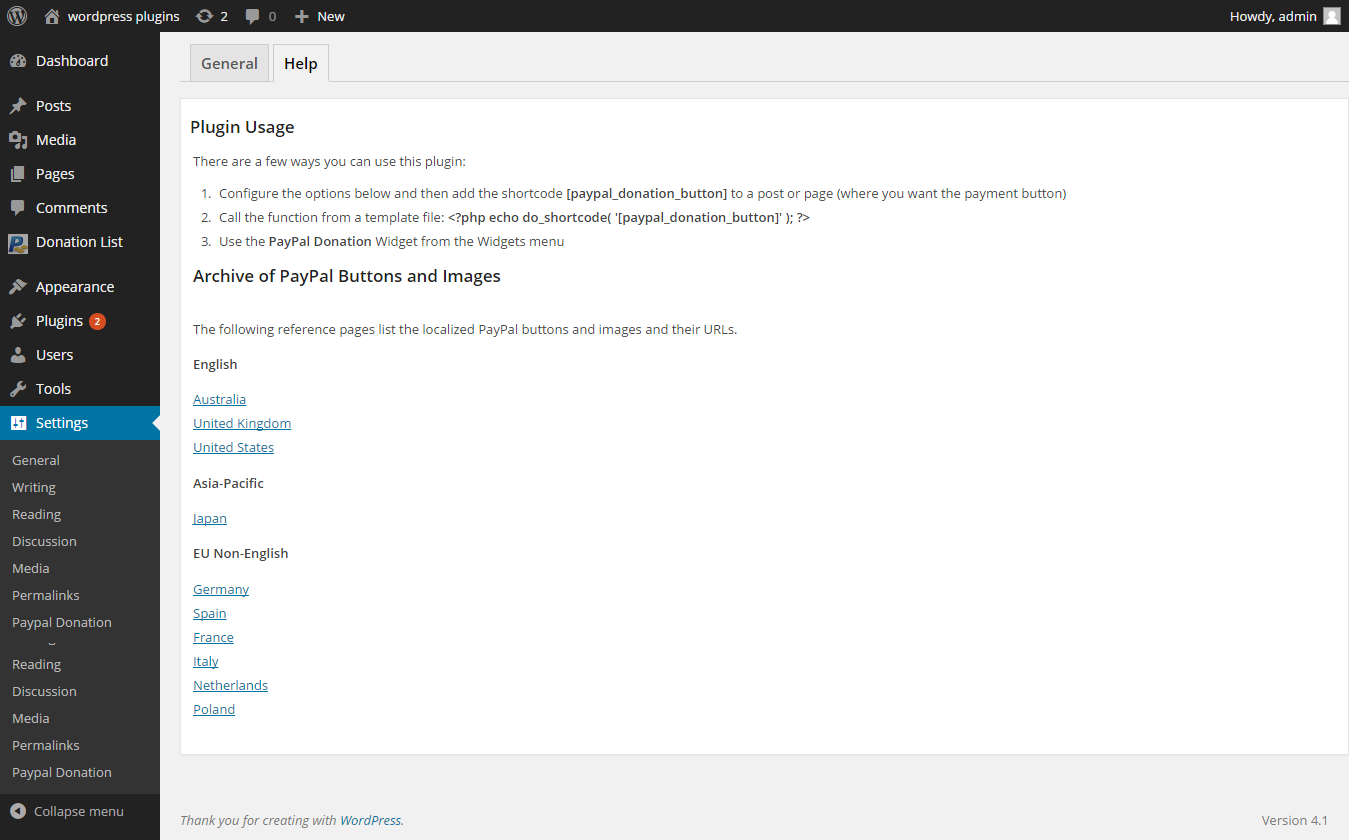 wordpress plugins 2 0 New Howdy, admin
Dashboard
Posts
Media
Pages
Comments
Donation List
Appearance
Plugins 2
Users
Tools
Settings
General
Writing
Reading
Discussion
Media
Permalinks
Paypal Donation
Reading
Discussion
Media
Permalinks
Paypal Donation
Collapse menu
General Help
Plugin Usage
There are a few ways you can use this plugin:
1. Configure the options below and then add the shortcode [paypal_donation_button] to a post or page (where you want the payment button)
2. Call the function from a template file: <?php echo do_shortcode( '[paypal_donation_button]' ); ?>
3. Use the PayPal Donation Widget from the Widgets menu
Archive of PayPal Buttons and Images
The following reference pages list the localized PayPal buttons and images and their URLs.
English
Australia
United Kingdom
United States
Asia-Pacific
Japan
EU Non-English
Germany
Spain
France
Italy
Netherlands
Poland
Thank you for creating with WordPress. Version 4.1